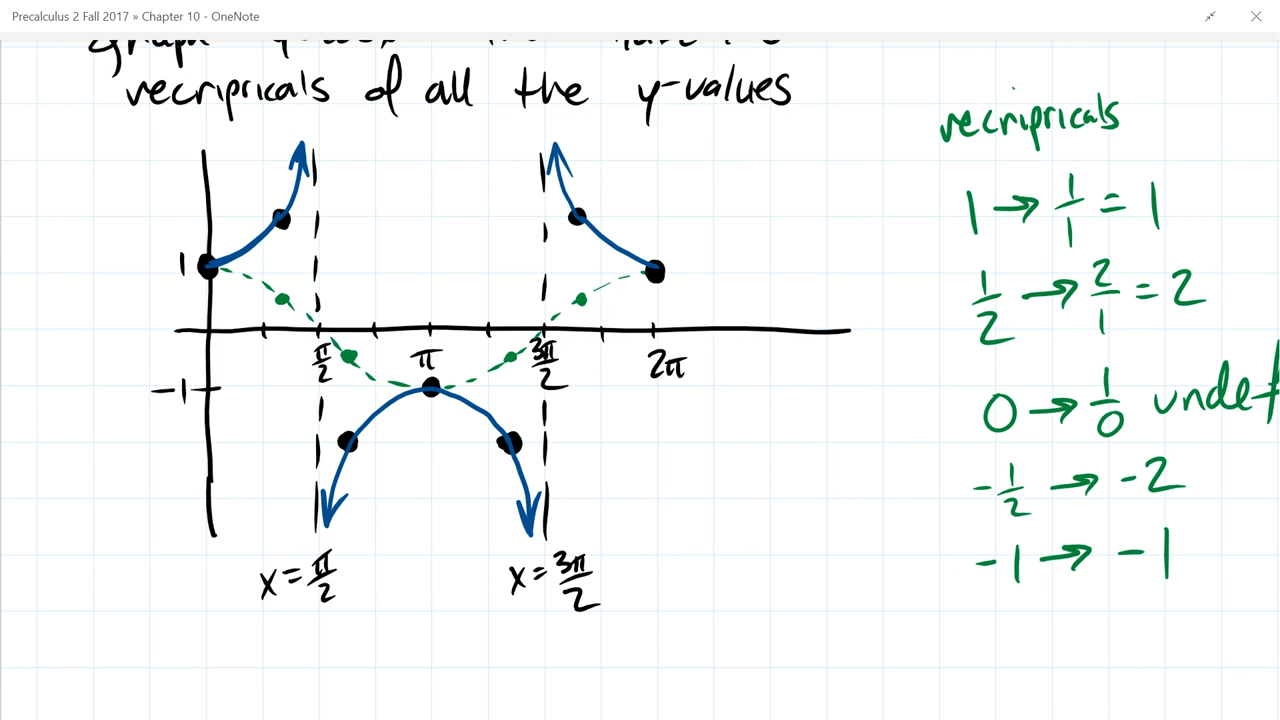 Precalculus 2 Fall 2017 » Chapter 10 - OneNote
recripricals of all the y-values
recripricals
1 → 1/1 = 1
1/2 → 2/1 = 2
0 → 1/0 undef
-1/2 → -2
-1 → -1
1
-1
π/2
π
3π/2
2π
x = π/2
x = 3π/2